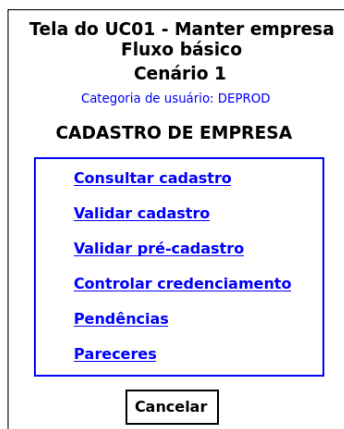 Tela do UC01 - Manter empresa
Fluxo básico
Cenário 1
Categoria de usuário: DEPROD
CADASTRO DE EMPRESA
Consultar cadastro
Validar cadastro
Validar pré-cadastro
Controlar credenciamento
Pendências
Pareceres
Cancelar